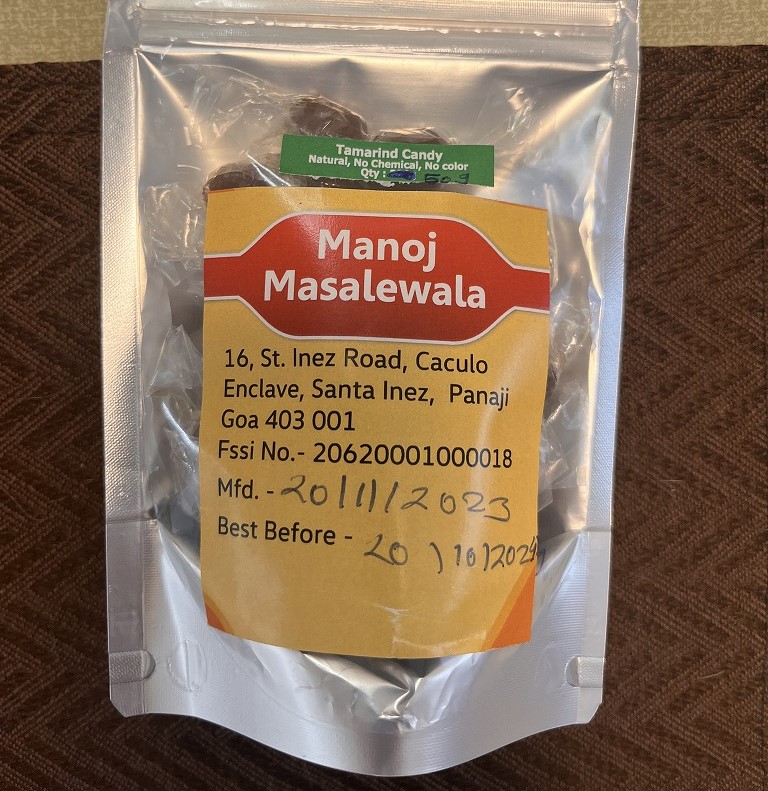 Tamarind Candy
Natural, No Chemical, No color
Qty : 50 g
Manoj
Masalewala
16, St. Inez Road, Caculo
Enclave, Santa Inez, Panaji
Goa 403 001
Fssi No.- 20620001000018
Mfd. - 20/11/2023
Best Before - 20/10/2024